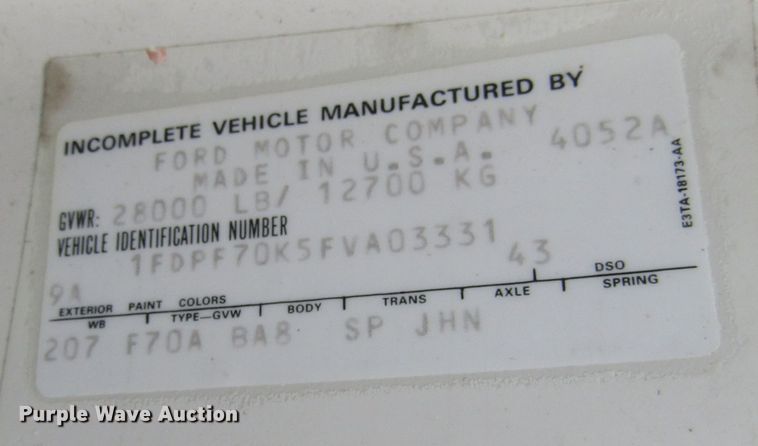 INCOMPLETE VEHICLE MANUFACTURED BY
FORD MOTOR COMPANY
MADE IN U.S.A. 4052A
GVWR: 28000 LB/ 12700 KG
VEHICLE IDENTIFICATION NUMBER
1FDPF70K5FVA03331
9A 43
EXTERIOR PAINT COLORS DSO
WB TYPE—GVW BODY TRANS AXLE SPRING
207 F70A BA8 SP JHN
E3TA-18173-AA
Purple Wave Auction